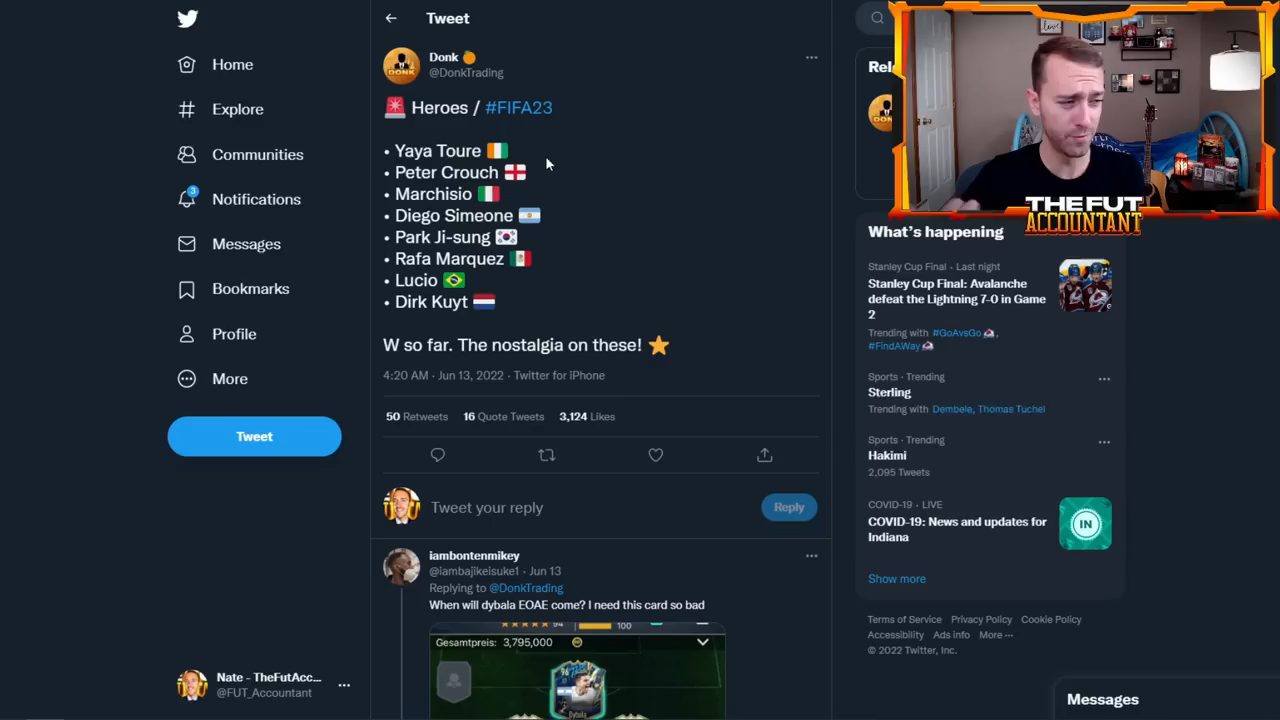 Tweet
Donk
@DonkTrading
Heroes / #FIFA23
• Yaya Toure
• Peter Crouch
• Marchisio
• Diego Simeone
• Park Ji-sung
• Rafa Marquez
• Lucio
• Dirk Kuyt
W so far. The nostalgia on these!
4:20 AM · Jun 13, 2022 · Twitter for iPhone
50 Retweets 16 Quote Tweets 3,124 Likes
Tweet your reply
Reply
iambontenmikey
@iambajikeisuke1 · Jun 13
Replying to @DonkTrading
When will dybala EOAE come? I need this card so bad
94
100
Gesamtpreis: 3,795,000
96
Dybala
Home
Explore
Communities
3
Notifications
Messages
Bookmarks
Profile
More
Tweet
Nate - TheFutAcc...
@FUT_Accountant
DONK
THE FUT
ACCOUNTANT
What's happening
Stanley Cup Final · Last night
Stanley Cup Final: Avalanche
defeat the Lightning 7-0 in Game
2
Trending with #GoAvsGo ,
#FindAWay
Sports · Trending
Sterling
Trending with Dembele, Thomas Tuchel
Sports · Trending
Hakimi
2,095 Tweets
COVID-19 · LIVE
COVID-19: News and updates for
Indiana
IN
Show more
Terms of Service Privacy Policy Cookie Policy
Accessibility Ads info More ···
© 2022 Twitter, Inc.
Messages